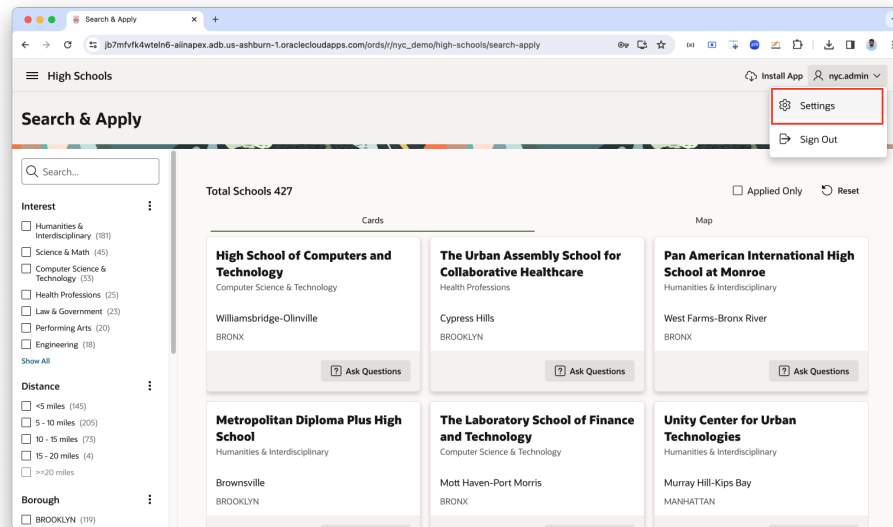 Search & Apply
jb7mfvfk4wteln6-aiinapex.adb.us-ashburn-1.oraclecloudapps.com/ords/r/nyc_demo/high-schools/search-apply
High Schools
Install App
nyc.admin
Settings
Sign Out
Search & Apply
Search...
Total Schools 427
Applied Only
Reset
Cards
Map
Interest
Humanities &
Interdisciplinary (181)
Science & Math (45)
Computer Science &
Technology (33)
Health Professions (25)
Law & Government (23)
Performing Arts (20)
Engineering (18)
Show All
Distance
<5 miles (145)
5 - 10 miles (205)
10 - 15 miles (73)
15 - 20 miles (4)
>=20 miles
Borough
BROOKLYN (119)
High School of Computers and
Technology
Computer Science & Technology
Williamsbridge-Olinville
BRONX
Ask Questions
The Urban Assembly School for
Collaborative Healthcare
Health Professions
Cypress Hills
BROOKLYN
Ask Questions
Pan American International High
School at Monroe
Humanities & Interdisciplinary
West Farms-Bronx River
BRONX
Ask Questions
Metropolitan Diploma Plus High
School
Humanities & Interdisciplinary
Brownsville
BROOKLYN
The Laboratory School of Finance
and Technology
Computer Science & Technology
Mott Haven-Port Morris
BRONX
Unity Center for Urban
Technologies
Humanities & Interdisciplinary
Murray Hill-Kips Bay
MANHATTAN